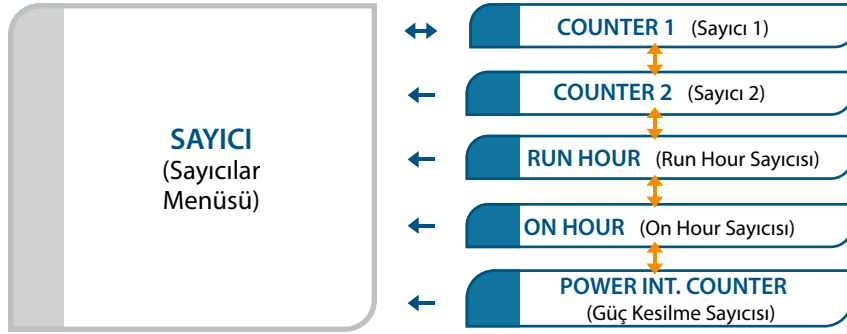 SAYICI
(Sayıcılar
Menüsü)
COUNTER 1 (Sayıcı 1)
COUNTER 2 (Sayıcı 2)
RUN HOUR (Run Hour Sayıcısı)
ON HOUR (On Hour Sayıcısı)
POWER INT. COUNTER
(Güç Kesilme Sayıcısı)